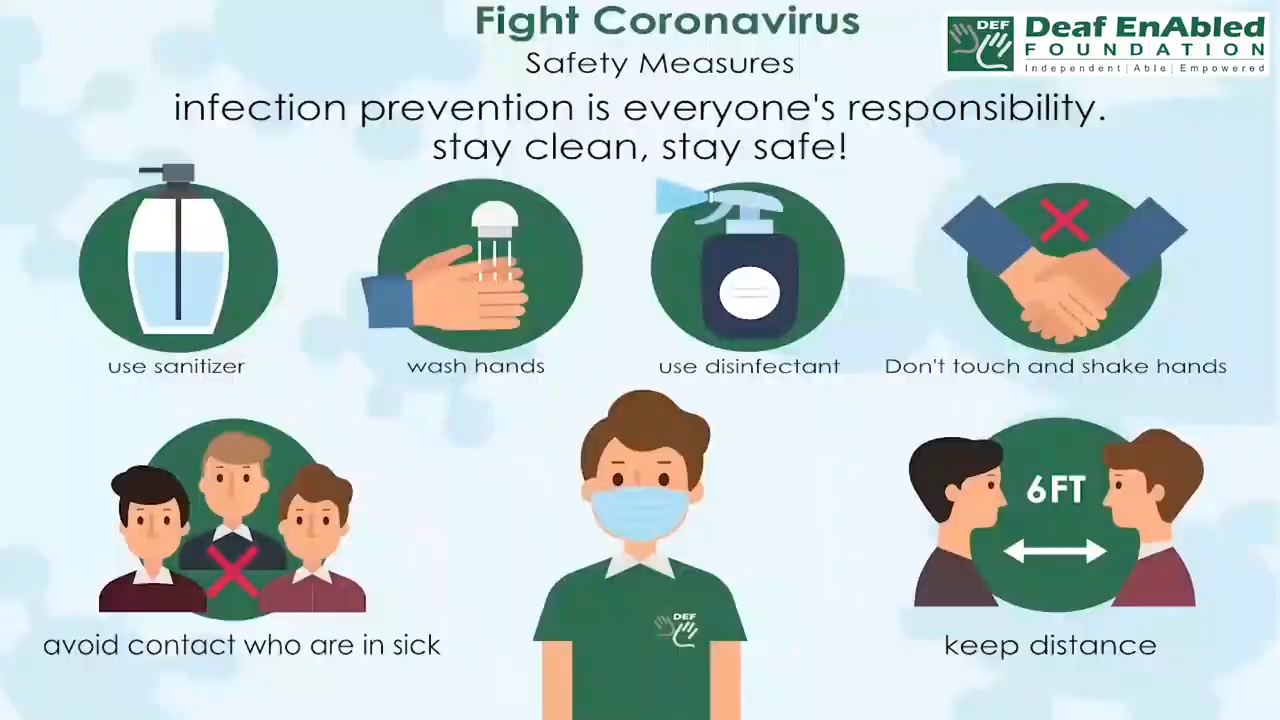 Fight Coronavirus
Safety Measures
DEF
Deaf EnAbled
FOUNDATION
Independent | Able | Empowered
infection prevention is everyone's responsibility.
stay clean, stay safe!
use sanitizer
wash hands
use disinfectant
Don't touch and shake hands
6FT
DEF
avoid contact who are in sick
keep distance